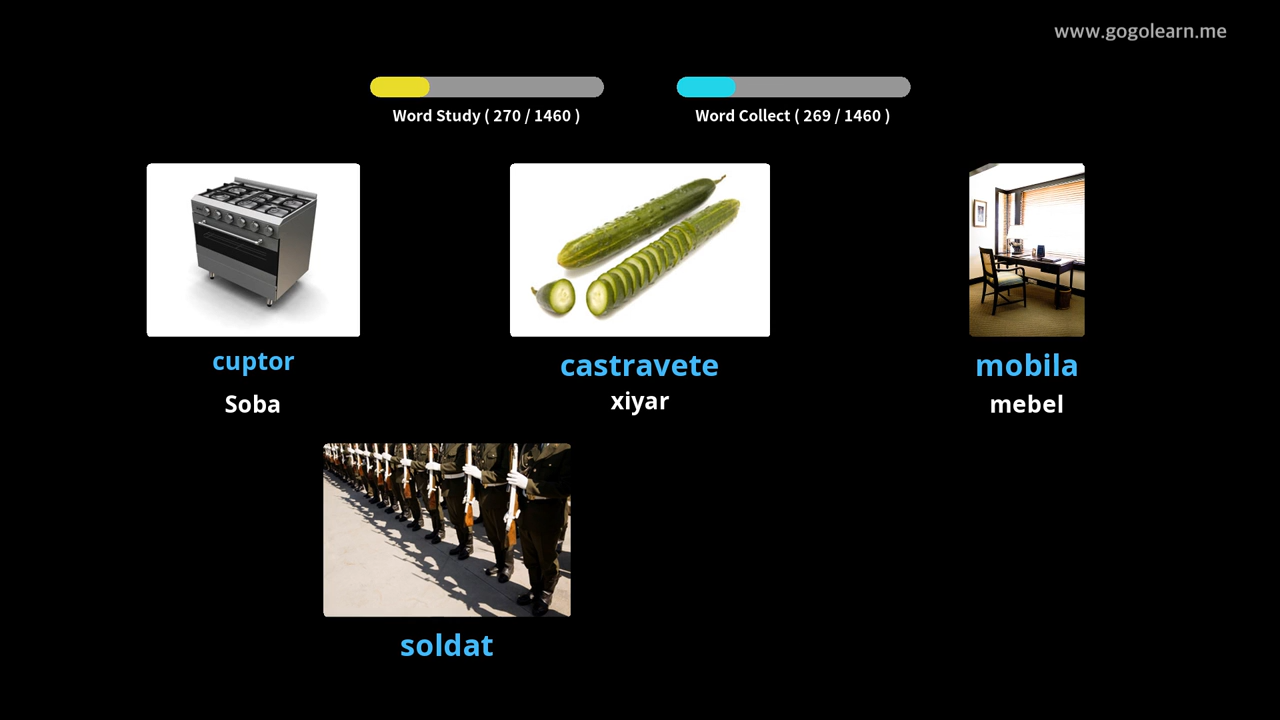 www.gogolearn.me
Word Study ( 270 / 1460 )
Word Collect ( 269 / 1460 )
cuptor
Soba
castravete
xiyar
mobila
mebel
soldat